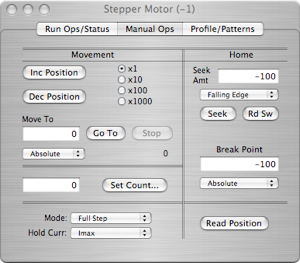 Stepper Motor (-1)
Run Ops/Status Manual Ops Profile/Patterns
Movement
Inc Position
Dec Position
x1
x10
x100
x1000
Move To
0 Go To Stop
Absolute 0
0 Set Count...
Mode: Full Step
Hold Curr: Imax
Home
Seek
Amt -100
Falling Edge
Seek Rd Sw
Break Point
-100
Absolute
Read Position